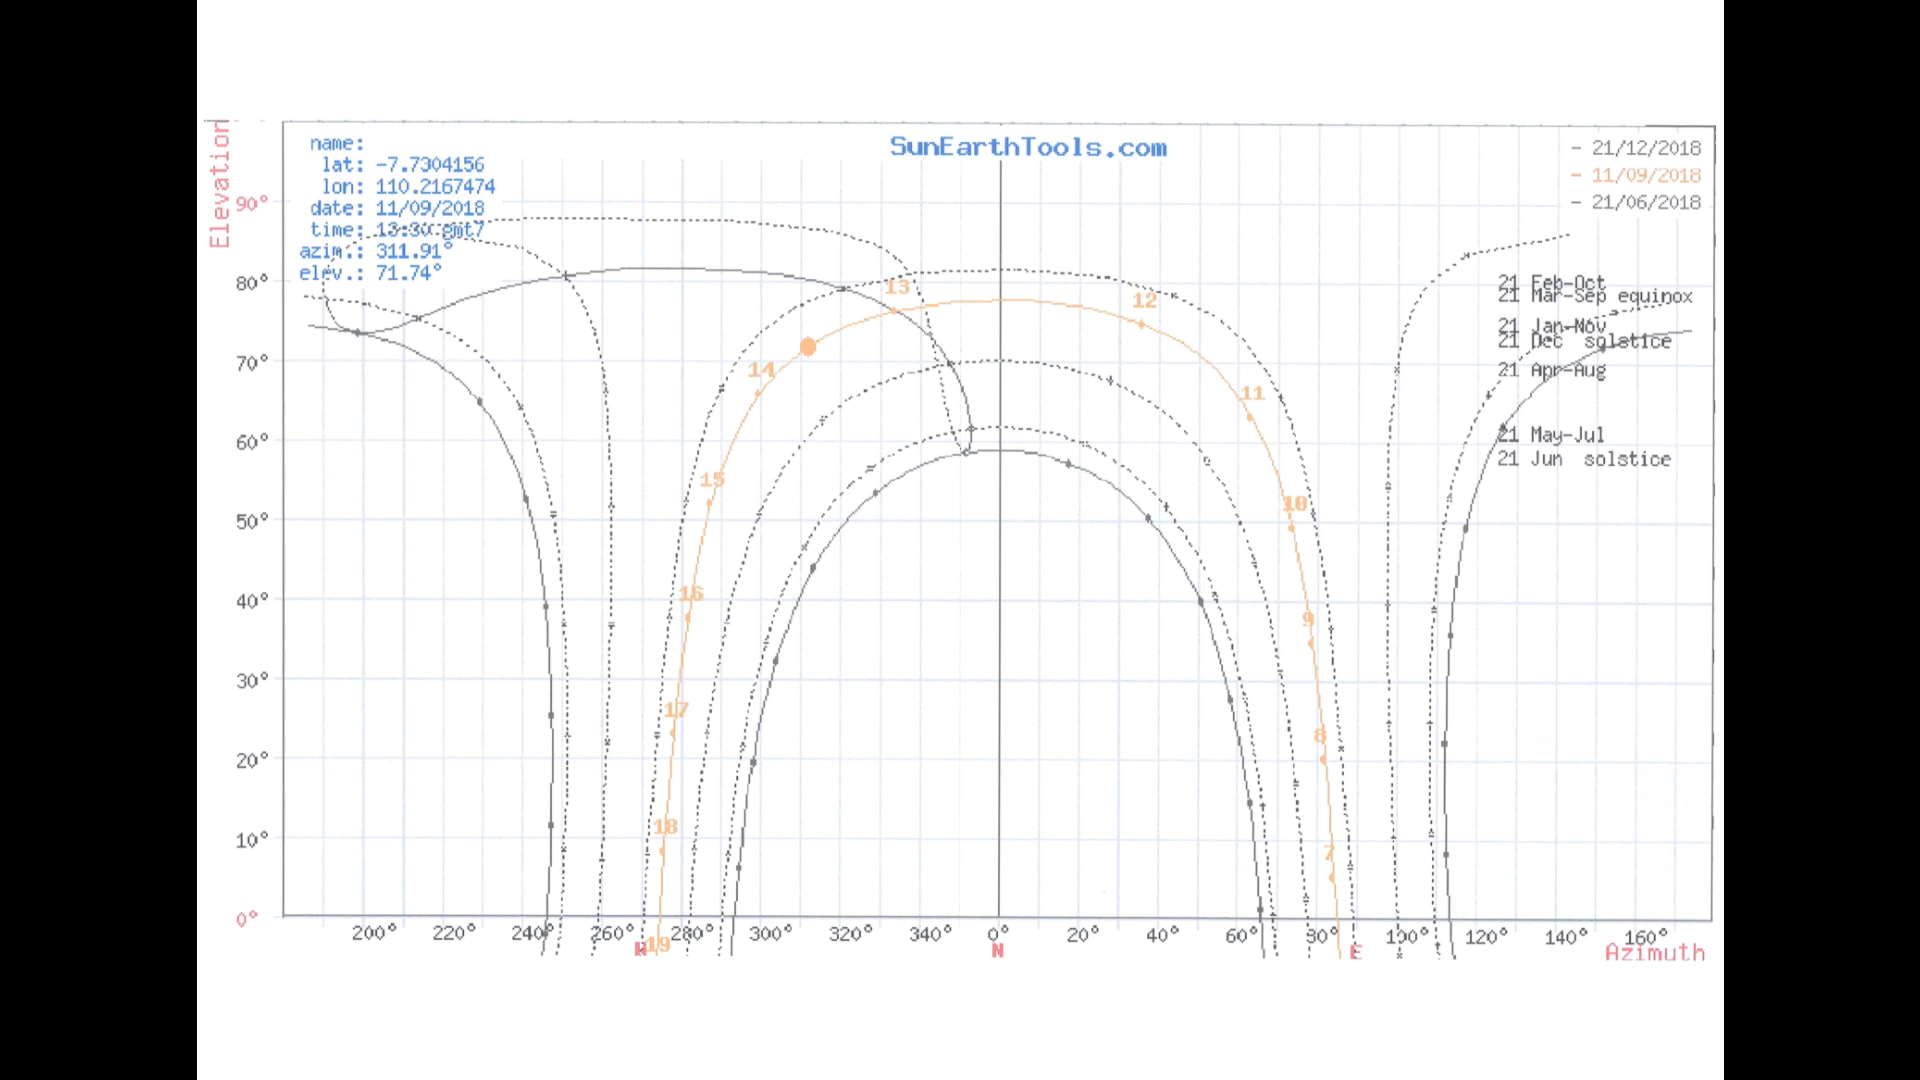 SunEarthTools.com
Elevation
name:
lat: -7.7304156
lon: 110.2167474
date: 11/09/2018
time: 13:30 gmt7
azim.: 311.91°
elev.: 71.74°
- 21/12/2018
- 11/09/2018
- 21/06/2018
90°
80°
70°
60°
50°
40°
30°
20°
10°
0°
21 Feb-Oct
21 Mar-Sep equinox
21 Jan-Nov
21 Dec solstice
21 Apr-Aug
21 May-Jul
21 Jun solstice
13
12
14
11
15
10
16
9
17
8
18
7
19
200° 220° 240° 260° 280° 300° 320° 340° 0° 20° 40° 60° 80° 100° 120° 140° 160°
W N E Azimuth